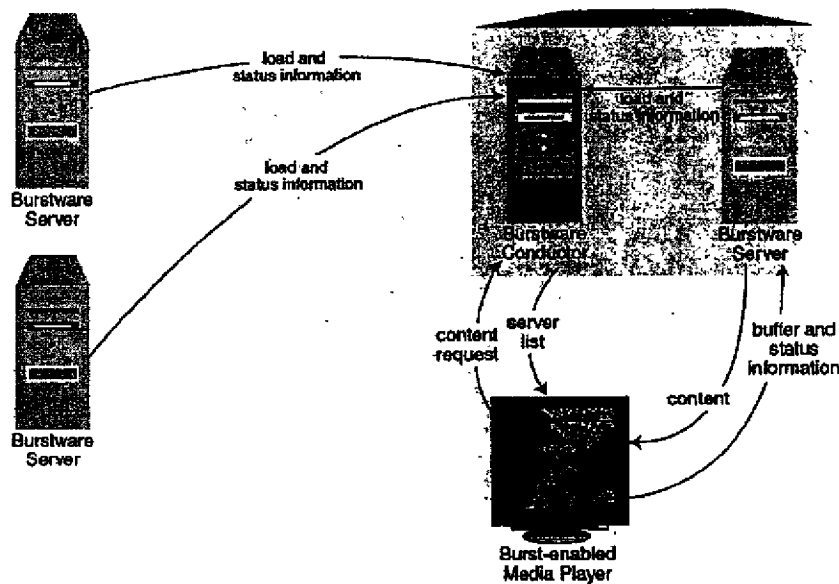 load and
status information
load and
status information
load and
status information
Burstware
Server
Burstware
Conductor
Burstware
Server
content
request
server
list
buffer and
status
information
content
Burstware
Server
Burst-enabled
Media Player